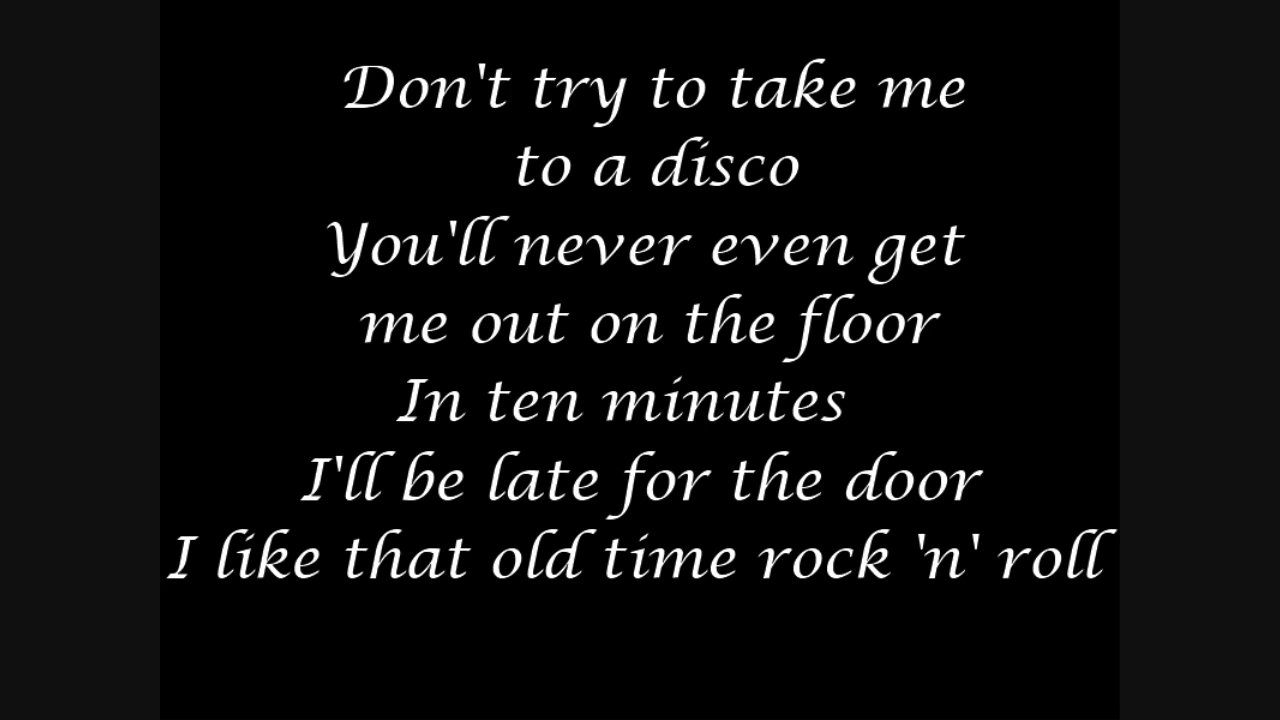 Don't try to take me
to a disco
You'll never even get
me out on the floor
In ten minutes
I'll be late for the door
I like that old time rock 'n' roll